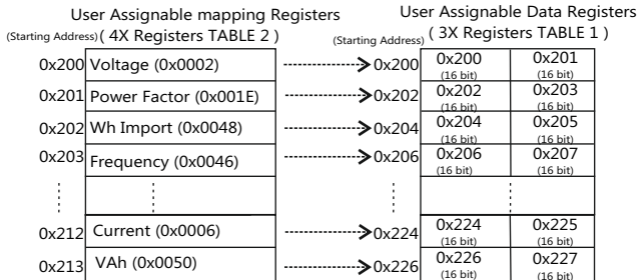 User Assignable mapping Registers
(Starting Address) ( 4X Registers TABLE 2 )
User Assignable Data Registers
(Starting Address) ( 3X Registers TABLE 1 )
0x200 Voltage (0x0002) 0x200 0x200 (16 bit) 0x201 (16 bit)
0x201 Power Factor (0x001E) 0x202 0x202 (16 bit) 0x203 (16 bit)
0x202 Wh Import (0x0048) 0x204 0x204 (16 bit) 0x205 (16 bit)
0x203 Frequency (0x0046) 0x206 0x206 (16 bit) 0x207 (16 bit)
0x212 Current (0x0006) 0x224 0x224 (16 bit) 0x225 (16 bit)
0x213 VAh (0x0050) 0x226 0x226 (16 bit) 0x227 (16 bit)